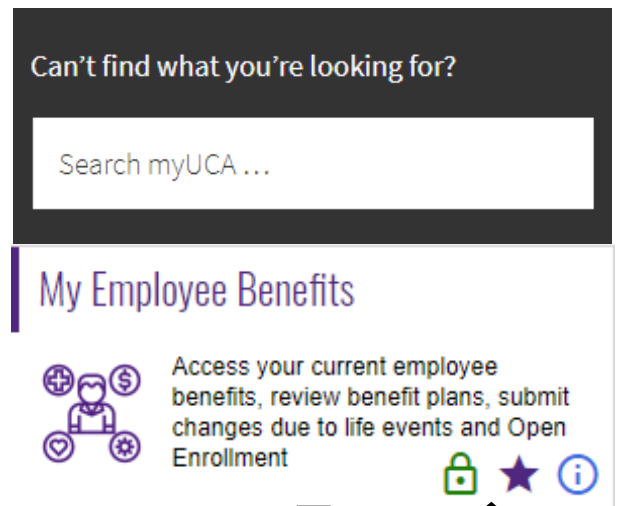 Can't find what you're looking for?
Search myUCA ...
My Employee Benefits
Access your current employee
benefits, review benefit plans, submit
changes due to life events and Open
Enrollment